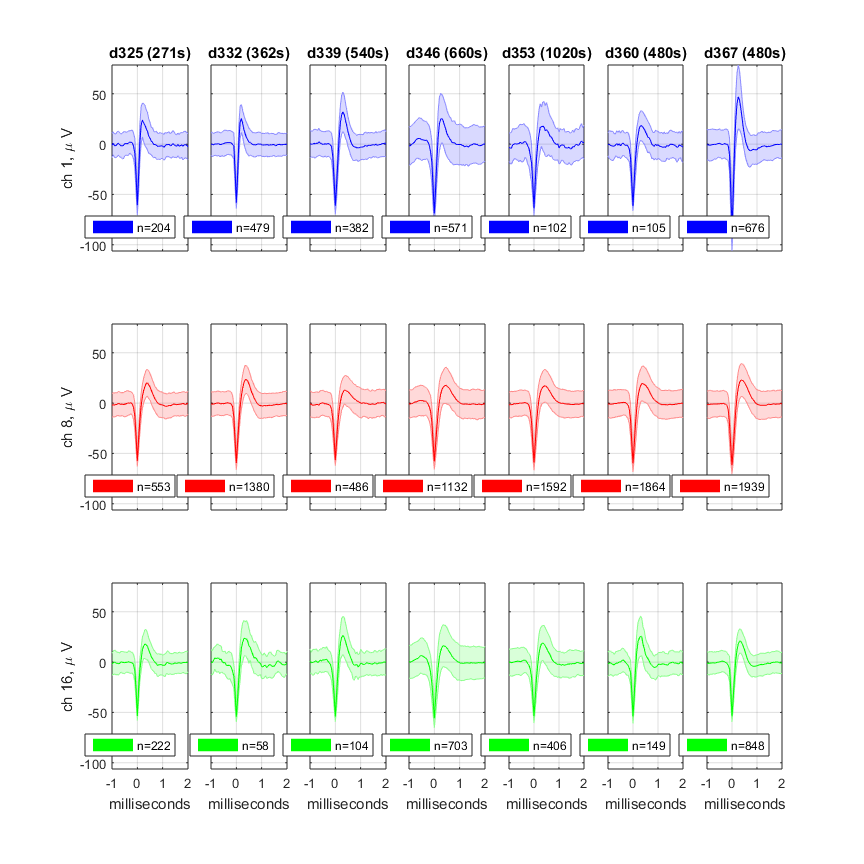 d325 (271s) d332 (362s) d339 (540s) d346 (660s) d353 (1020s) d360 (480s) d367 (480s)
50
0
-50
-100
ch 1, μ V
n=204 n=479 n=382 n=571 n=102 n=105 n=676
50
0
-50
-100
ch 8, μ V
n=553 n=1380 n=486 n=1132 n=1592 n=1864 n=1939
50
0
-50
-100
ch 16, μ V
n=222 n=58 n=104 n=703 n=406 n=149 n=848
-1 0 1 2 -1 0 1 2 -1 0 1 2 -1 0 1 2 -1 0 1 2 -1 0 1 2 -1 0 1 2
milliseconds milliseconds milliseconds milliseconds milliseconds milliseconds milliseconds